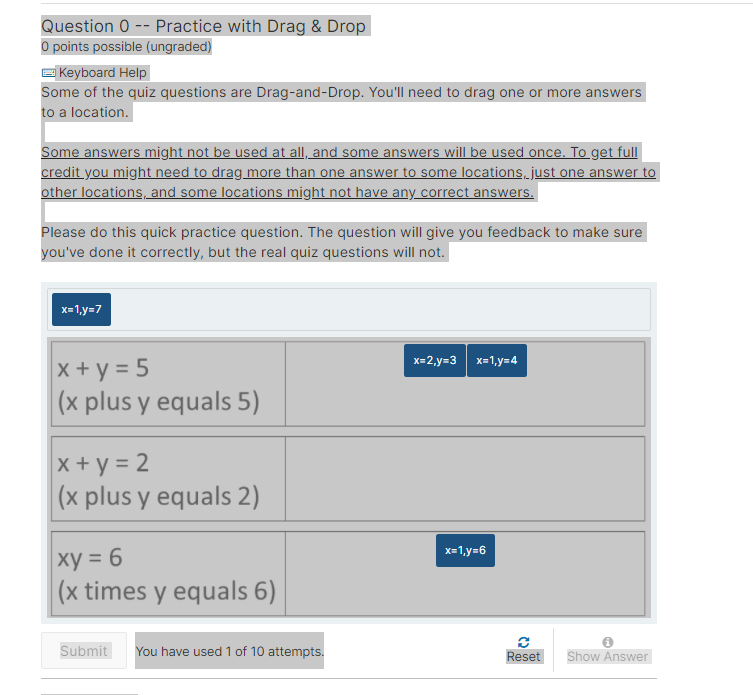 Question 0 -- Practice with Drag & Drop
0 points possible (ungraded)
Keyboard Help
Some of the quiz questions are Drag-and-Drop. You'll need to drag one or more answers
to a location.
Some answers might not be used at all, and some answers will be used once. To get full
credit you might need to drag more than one answer to some locations, just one answer to
other locations, and some locations might not have any correct answers.
Please do this quick practice question. The question will give you feedback to make sure
you've done it correctly, but the real quiz questions will not.
x=1,y=7
x + y = 5
(x plus y equals 5)
x=2,y=3
x=1,y=4
x + y = 2
(x plus y equals 2)
xy = 6
(x times y equals 6)
x=1,y=6
Submit
You have used 1 of 10 attempts.
Reset
Show Answer